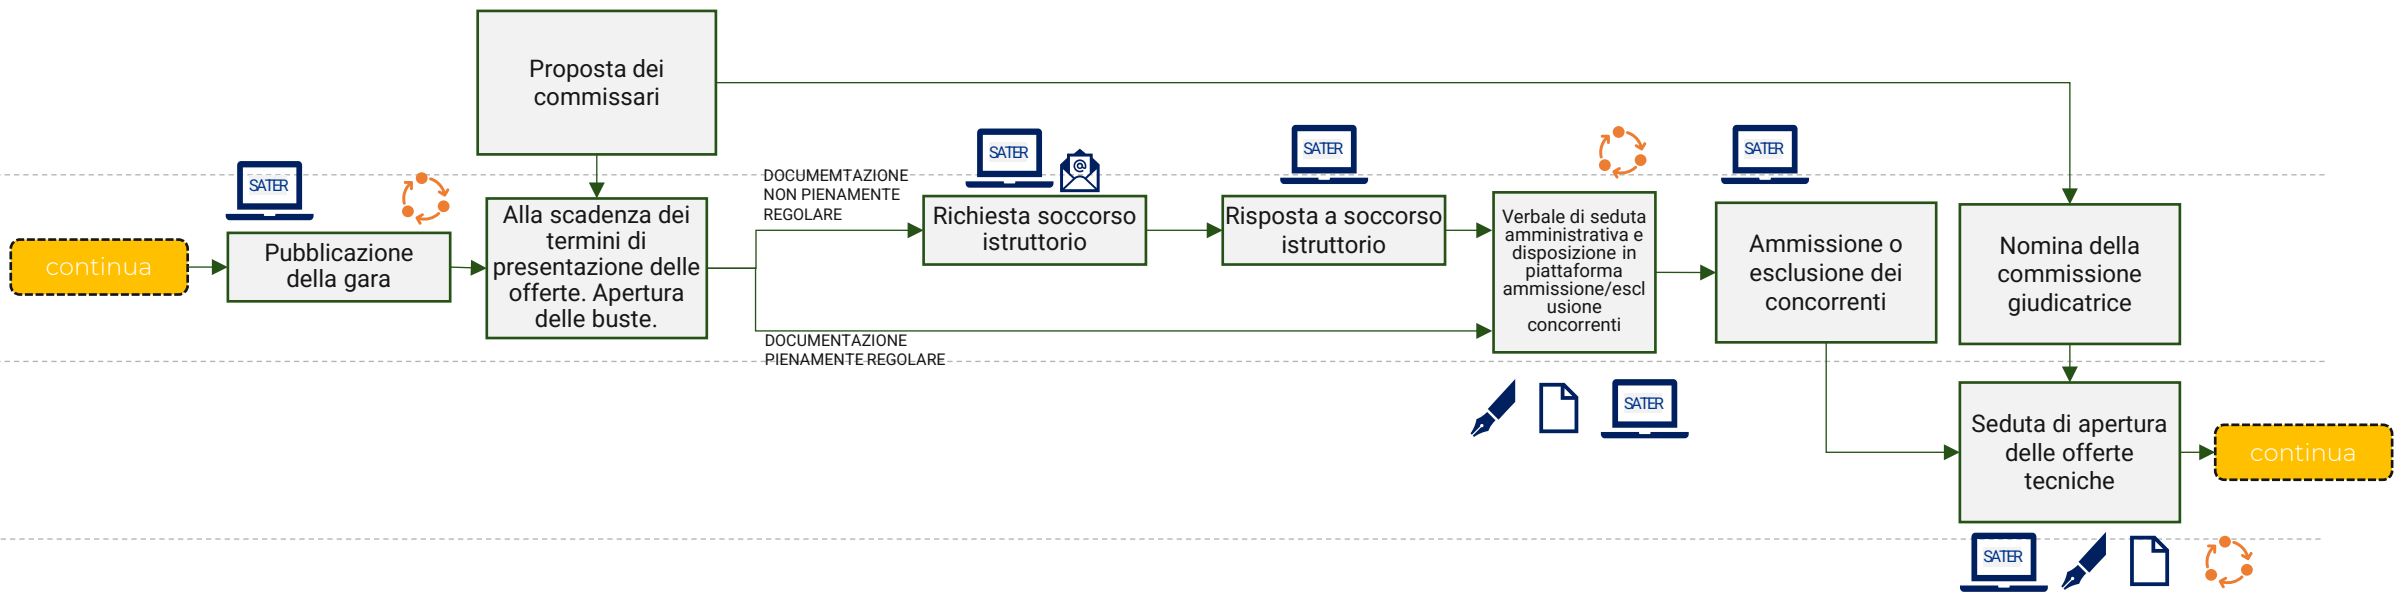 Proposta dei
commissari
SATER
SATER
SATER
SATER
DOCUMEMTAZIONE
NON PIENAMENTE
REGOLARE
continua
Pubblicazione
della gara
Alla scadenza dei
termini di
presentazione delle
offerte. Apertura
delle buste.
Richiesta soccorso
istruttorio
Risposta a soccorso
istruttorio
Verbale di seduta
amministrativa e
disposizione in
piattaforma
ammissione/escl
usione
concorrenti
Ammissione o
esclusione dei
concorrenti
Nomina della
commissione
giudicatrice
DOCUMENTAZIONE
PIENAMENTE REGOLARE
SATER
Seduta di apertura
delle offerte
tecniche
continua
SATER